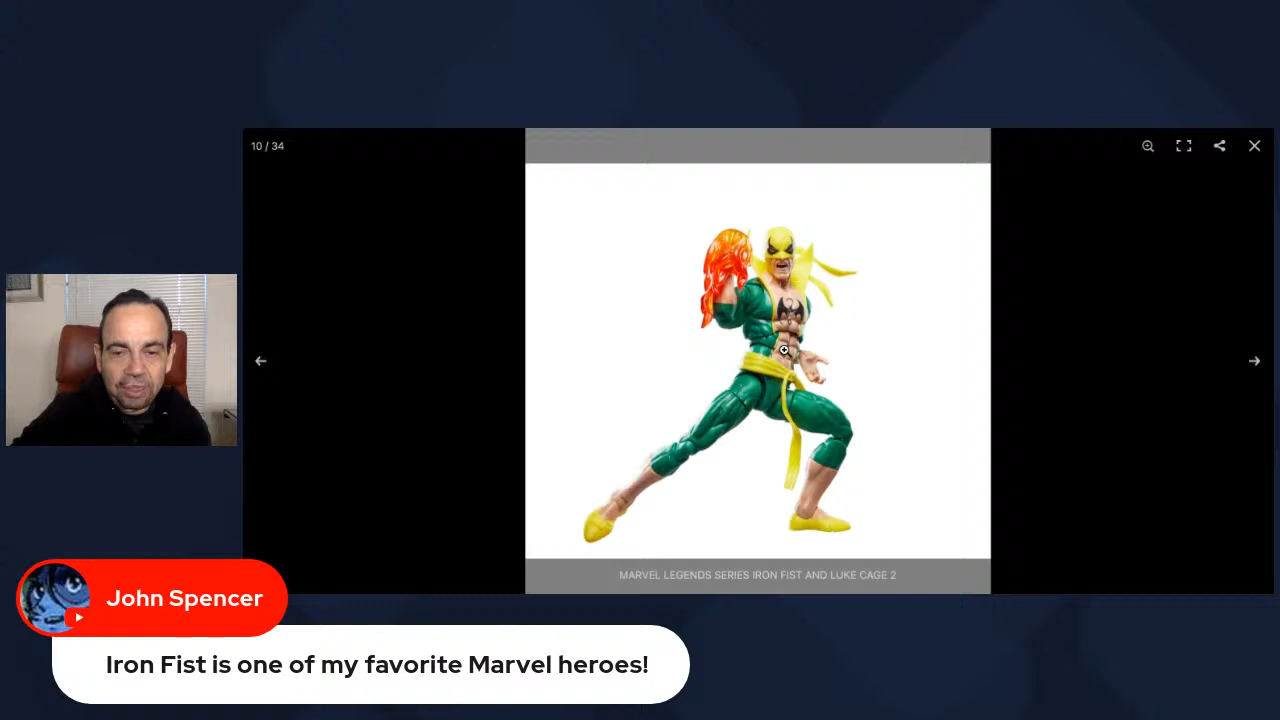 10 / 34
MARVEL LEGENDS SERIES IRON FIST AND LUKE CAGE 2
John Spencer
Iron Fist is one of my favorite Marvel heroes!